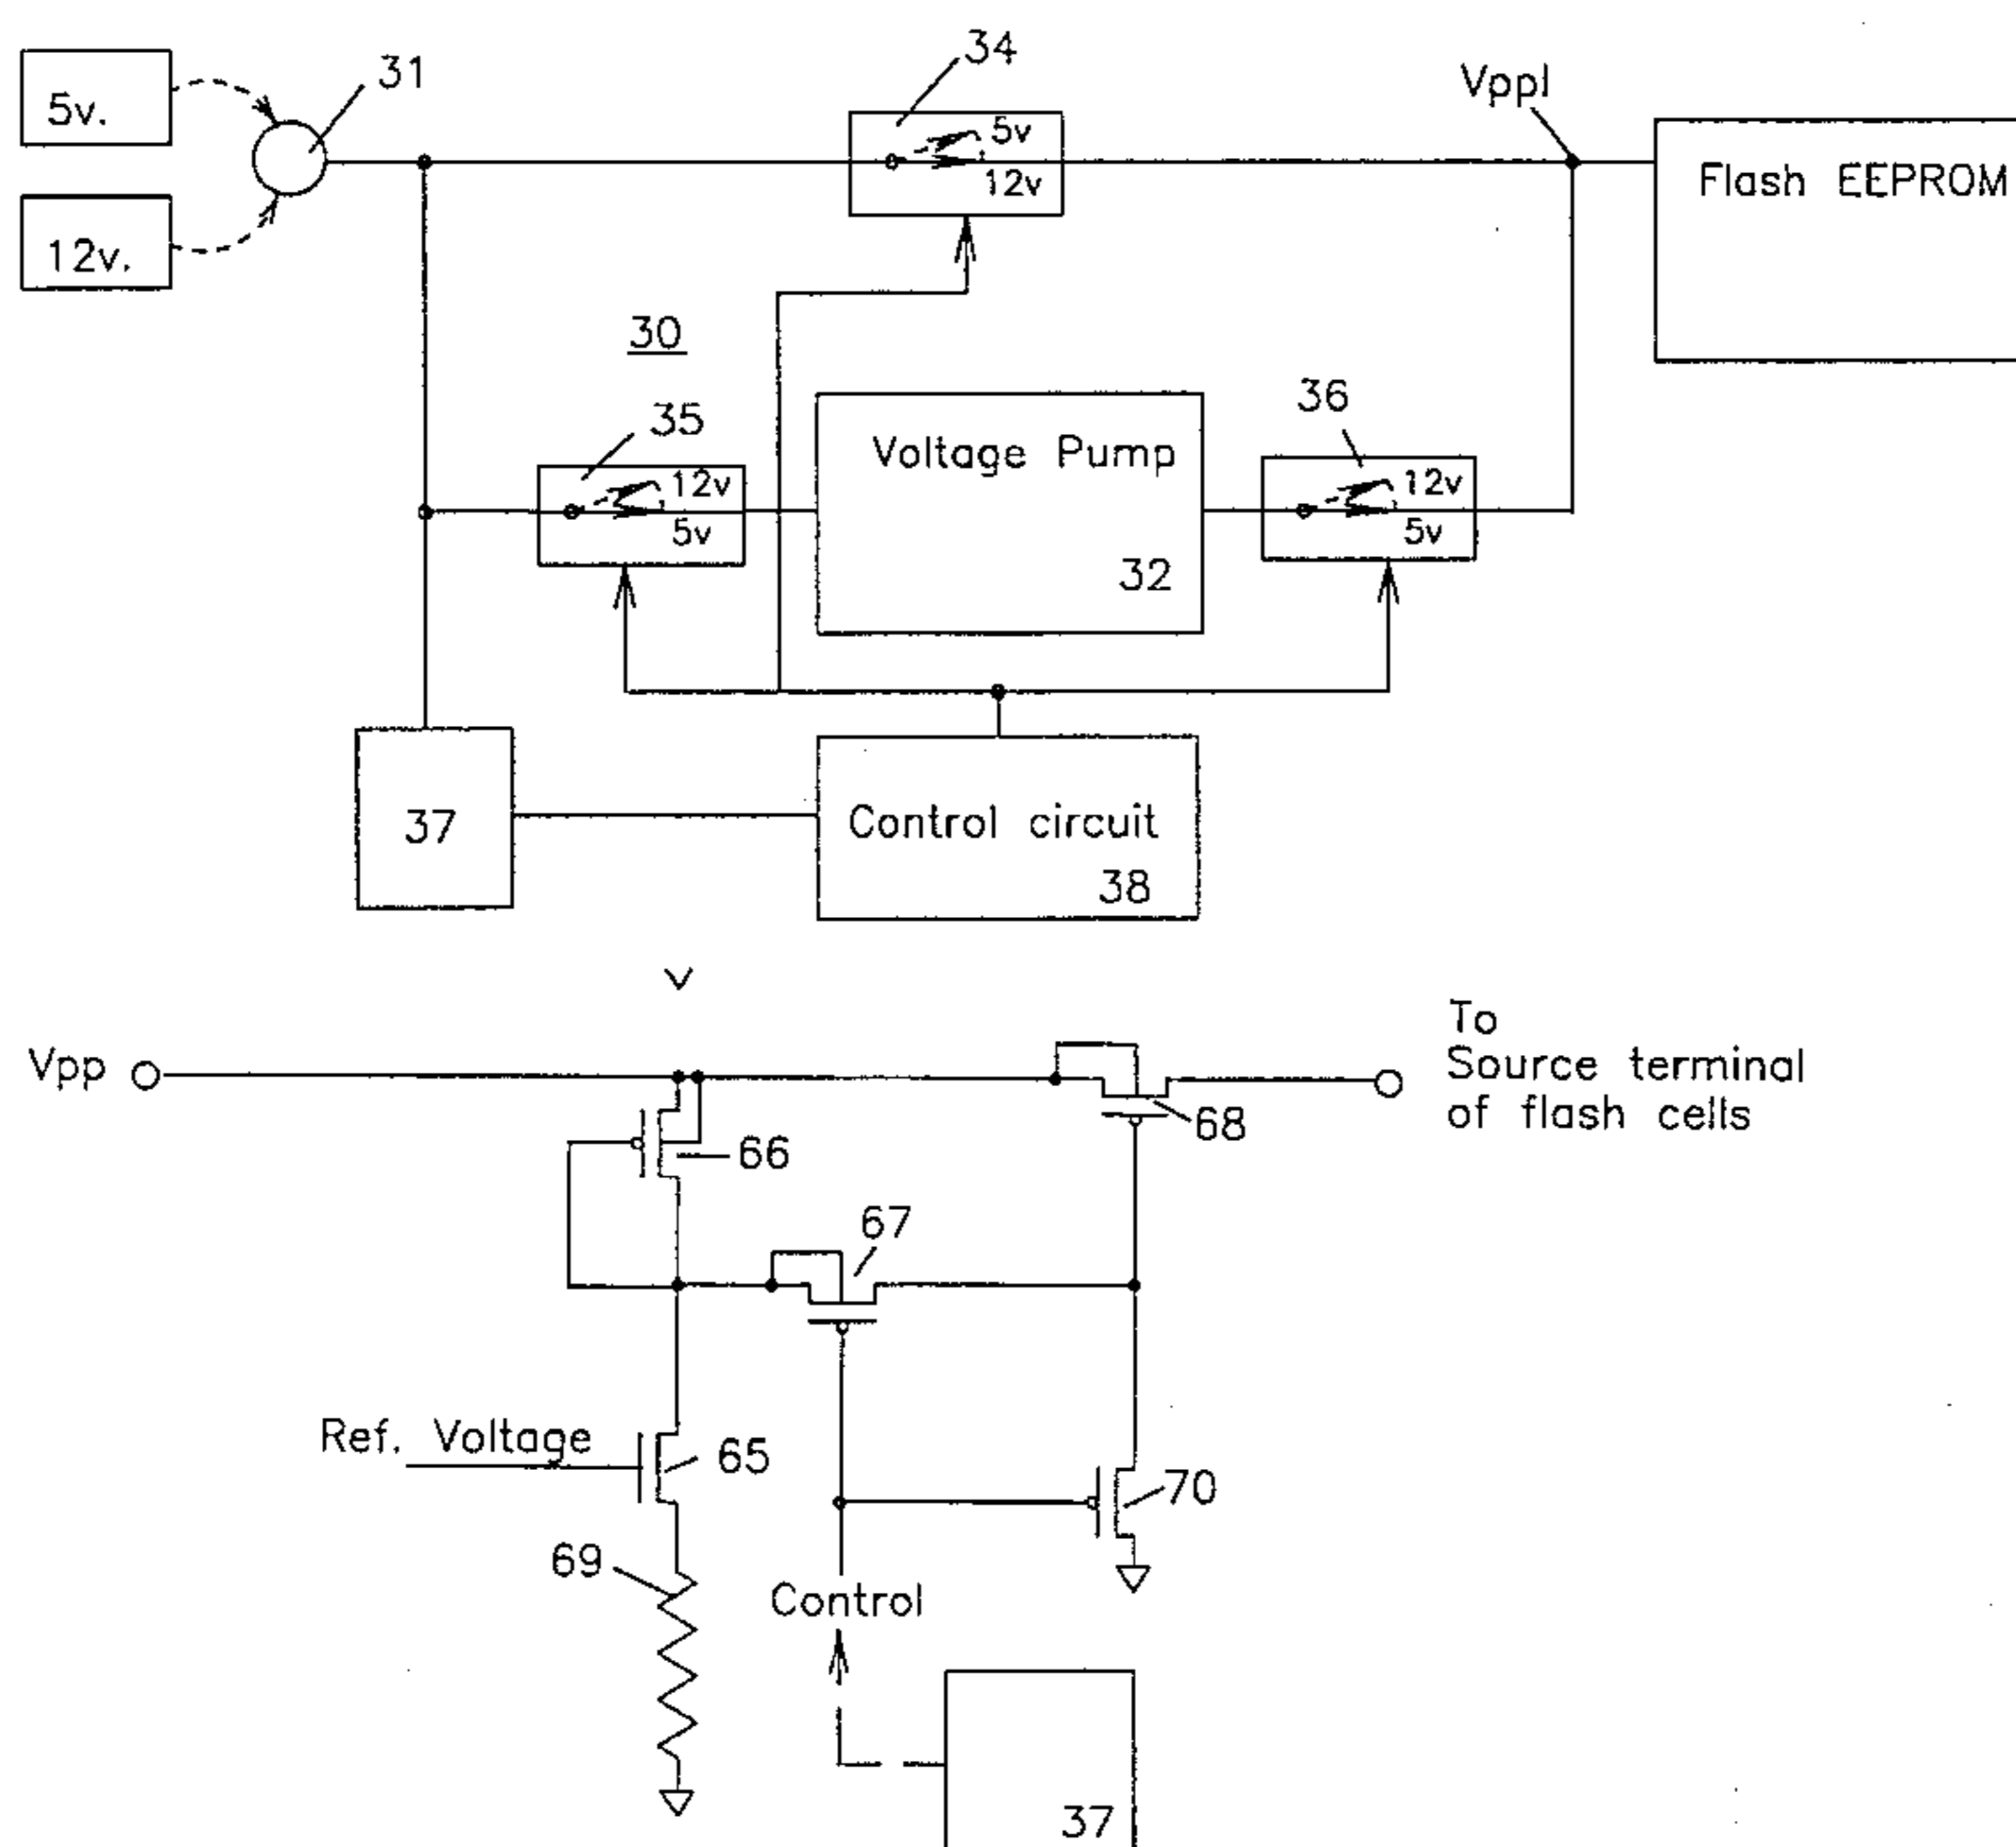 5v.
12v.
31
34
5v
12v
Vppl
Flash EEPROM
30
35
12v
5v
Voltage Pump
32
36
12v
5v
37
Control circuit
38
Vpp
To
Source terminal
of flash cells
66
68
67
Ref. Voltage
65
70
69
Control
37